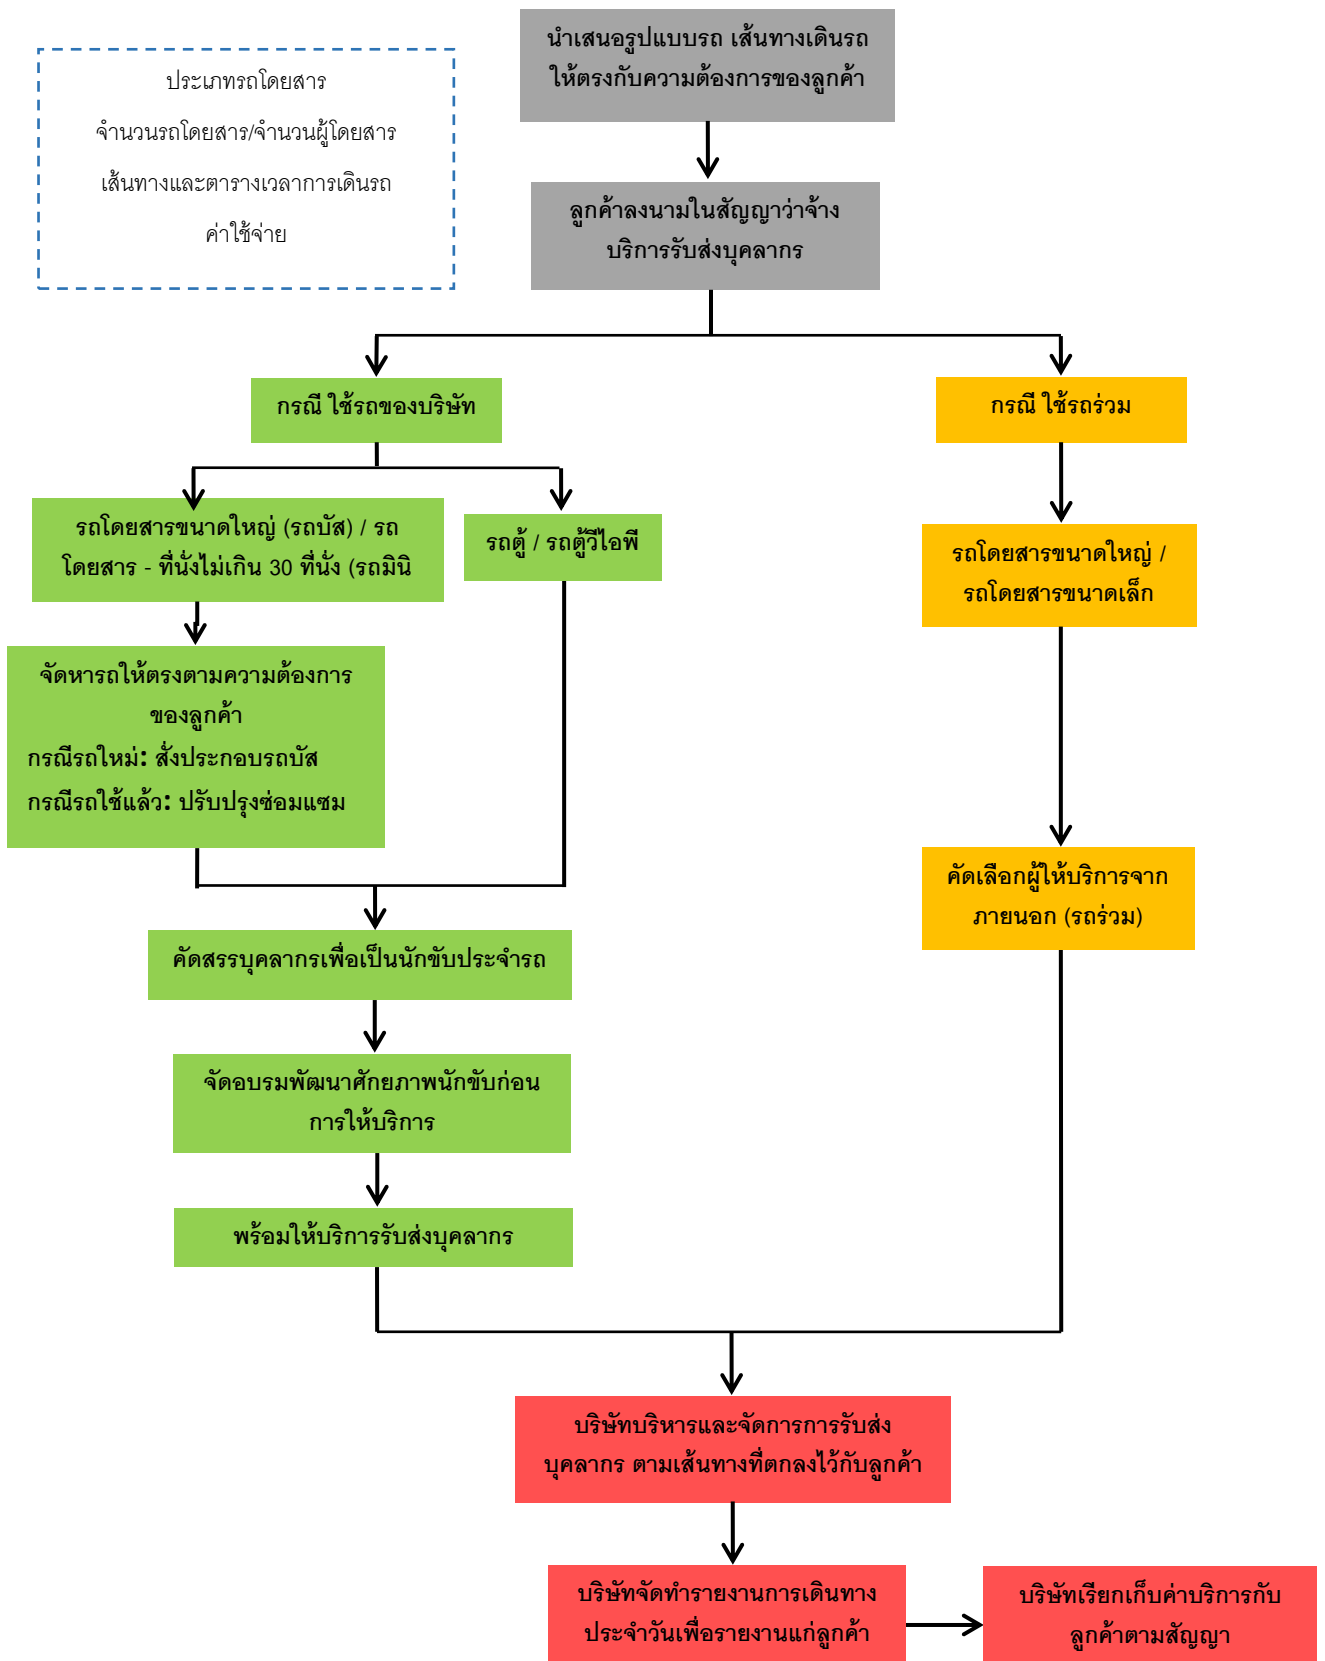 นำเสนอรูปแบบรถ เส้นทางเดินรถ
ให้ตรงกับความต้องการของลูกค้า
ประเภทรถโดยสาร
จำนวนรถโดยสาร/จำนวนผู้โดยสาร
เส้นทางและตารางเวลาการเดินรถ
ค่าใช้จ่าย
ลูกค้าลงนามในสัญญาว่าจ้าง
บริการรับส่งบุคลากร
กรณี ใช้รถของบริษัท
กรณี ใช้รถร่วม
รถโดยสารขนาดใหญ่ (รถบัส) / รถ
โดยสาร - ที่นั่งไม่เกิน 30 ที่นั่ง (รถมินิ
รถตู้ / รถตู้วีไอพี
รถโดยสารขนาดใหญ่ /
รถโดยสารขนาดเล็ก
จัดหารถให้ตรงตามความต้องการ
ของลูกค้า
กรณีรถใหม่: สั่งประกอบรถบัส
กรณีรถใช้แล้ว: ปรับปรุงซ่อมแซม
คัดเลือกผู้ให้บริการจาก
ภายนอก (รถร่วม)
คัดสรรบุคลากรเพื่อเป็นนักขับประจำรถ
จัดอบรมพัฒนาศักยภาพนักขับก่อน
การให้บริการ
พร้อมให้บริการรับส่งบุคลากร
บริษัทบริหารและจัดการการรับส่ง
บุคลากร ตามเส้นทางที่ตกลงไว้กับลูกค้า
บริษัทจัดทำรายงานการเดินทาง
ประจำวันเพื่อรายงานแก่ลูกค้า
บริษัทเรียกเก็บค่าบริการกับ
ลูกค้าตามสัญญา